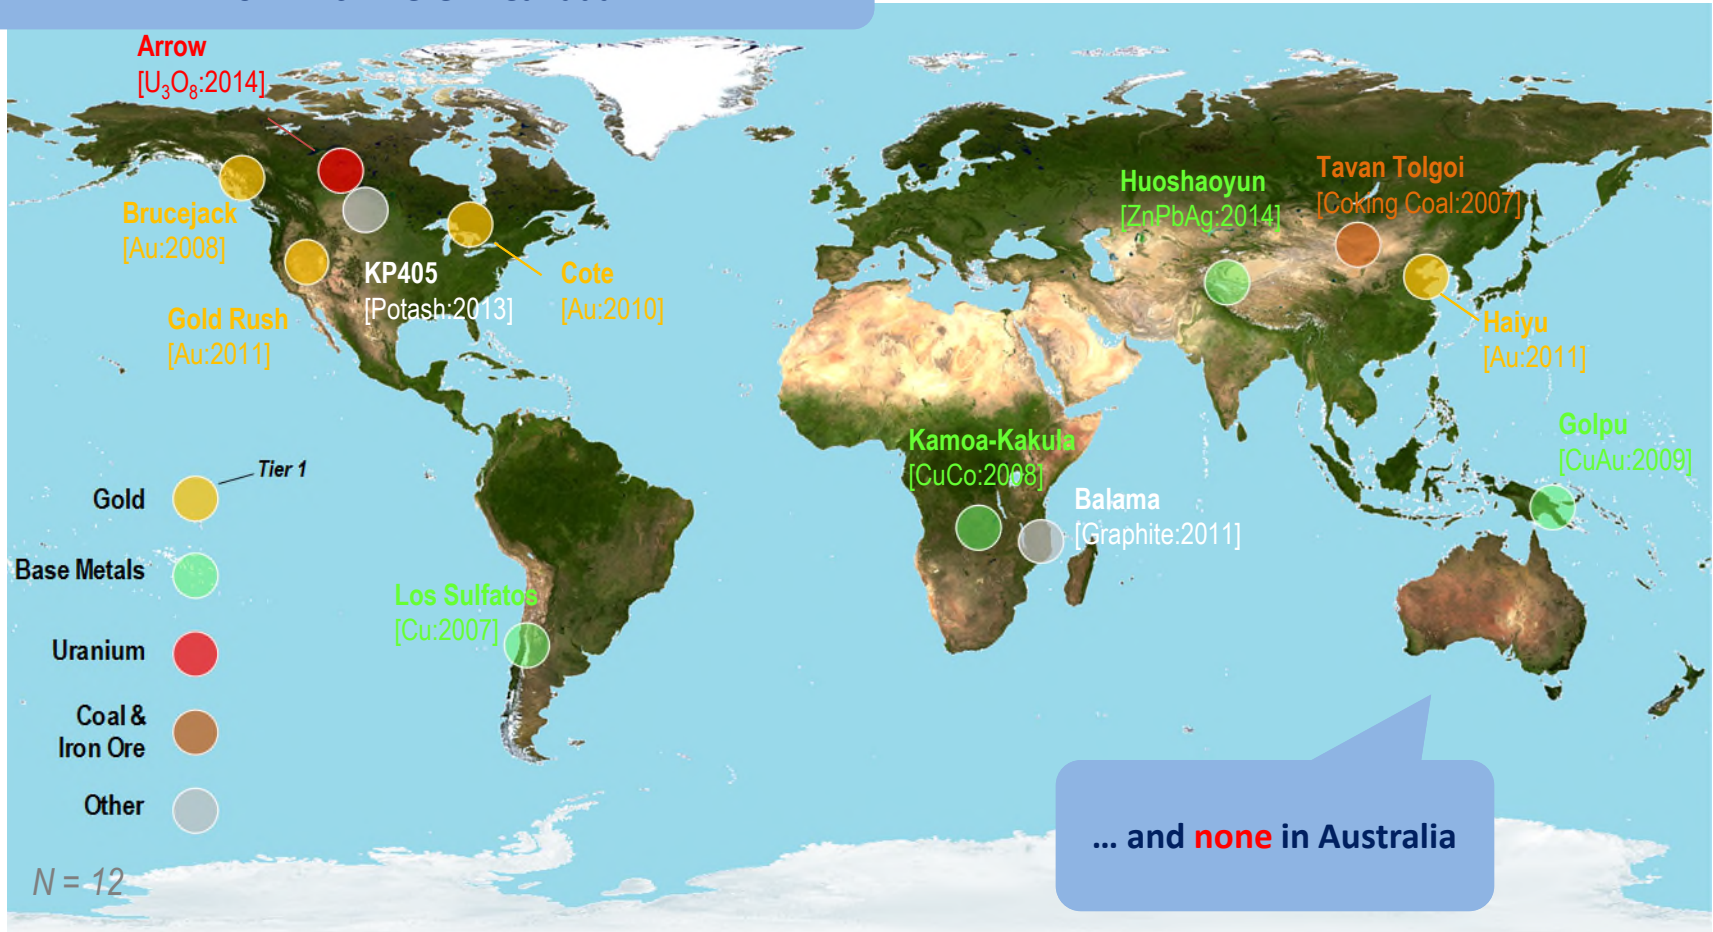 Arrow
[U₃O₈:2014]
Brucejack
[Au:2008]
Gold Rush
[Au:2011]
KP405
[Potash:2013]
Cote
[Au:2010]
Huoshaoyun
[ZnPbAg:2014]
Tavan Tolgoi
[Coking Coal:2007]
Haiyu
[Au:2011]
Golpu
[CuAu:2009]
Kamoa-Kakula
[CuCo:2008]
Balama
[Graphite:2011]
Los Sulfatos
[Cu:2007]
Tier 1
Gold
Base Metals
Uranium
Coal &
Iron Ore
Other
N = 12
... and none in Australia